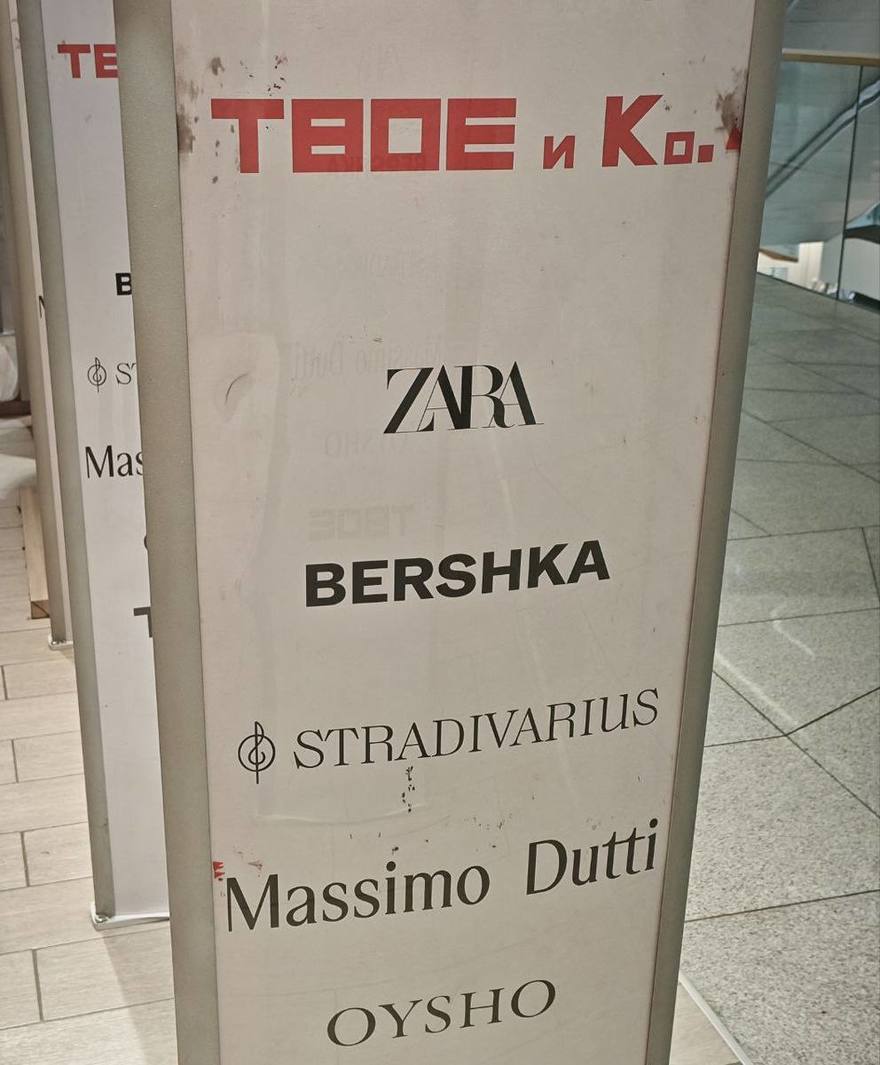 ТВОЕ и Ко.
ZARA
BERSHKA
STRADIVARIUS
Massimo Dutti
OYSHO